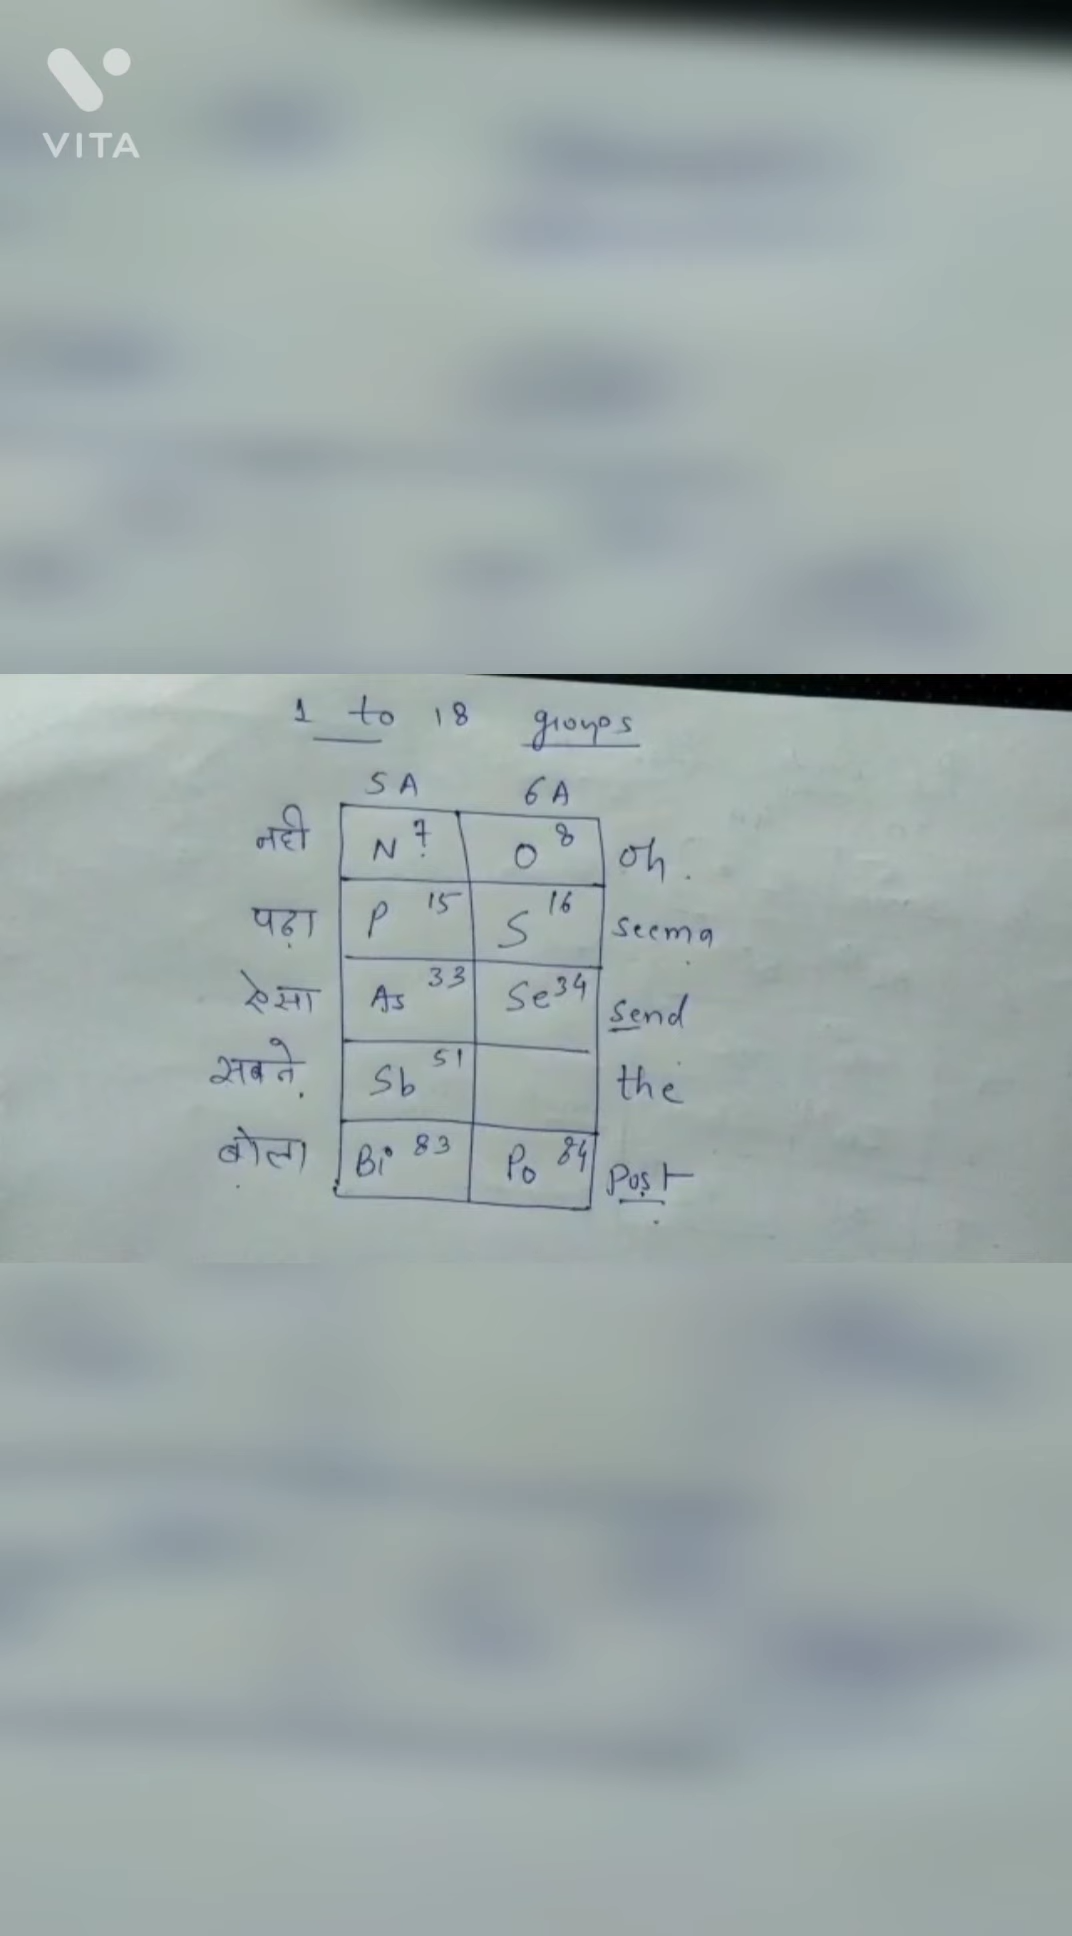 VITA
1 to 18 groups
5A 6A
नही N 7 O 8 oh.
पढ़ा P 15 S 16 seema
ऐसा As 33 Se 34 send
सबने Sb 51 the
बोला Bi 83 Po 84 Post